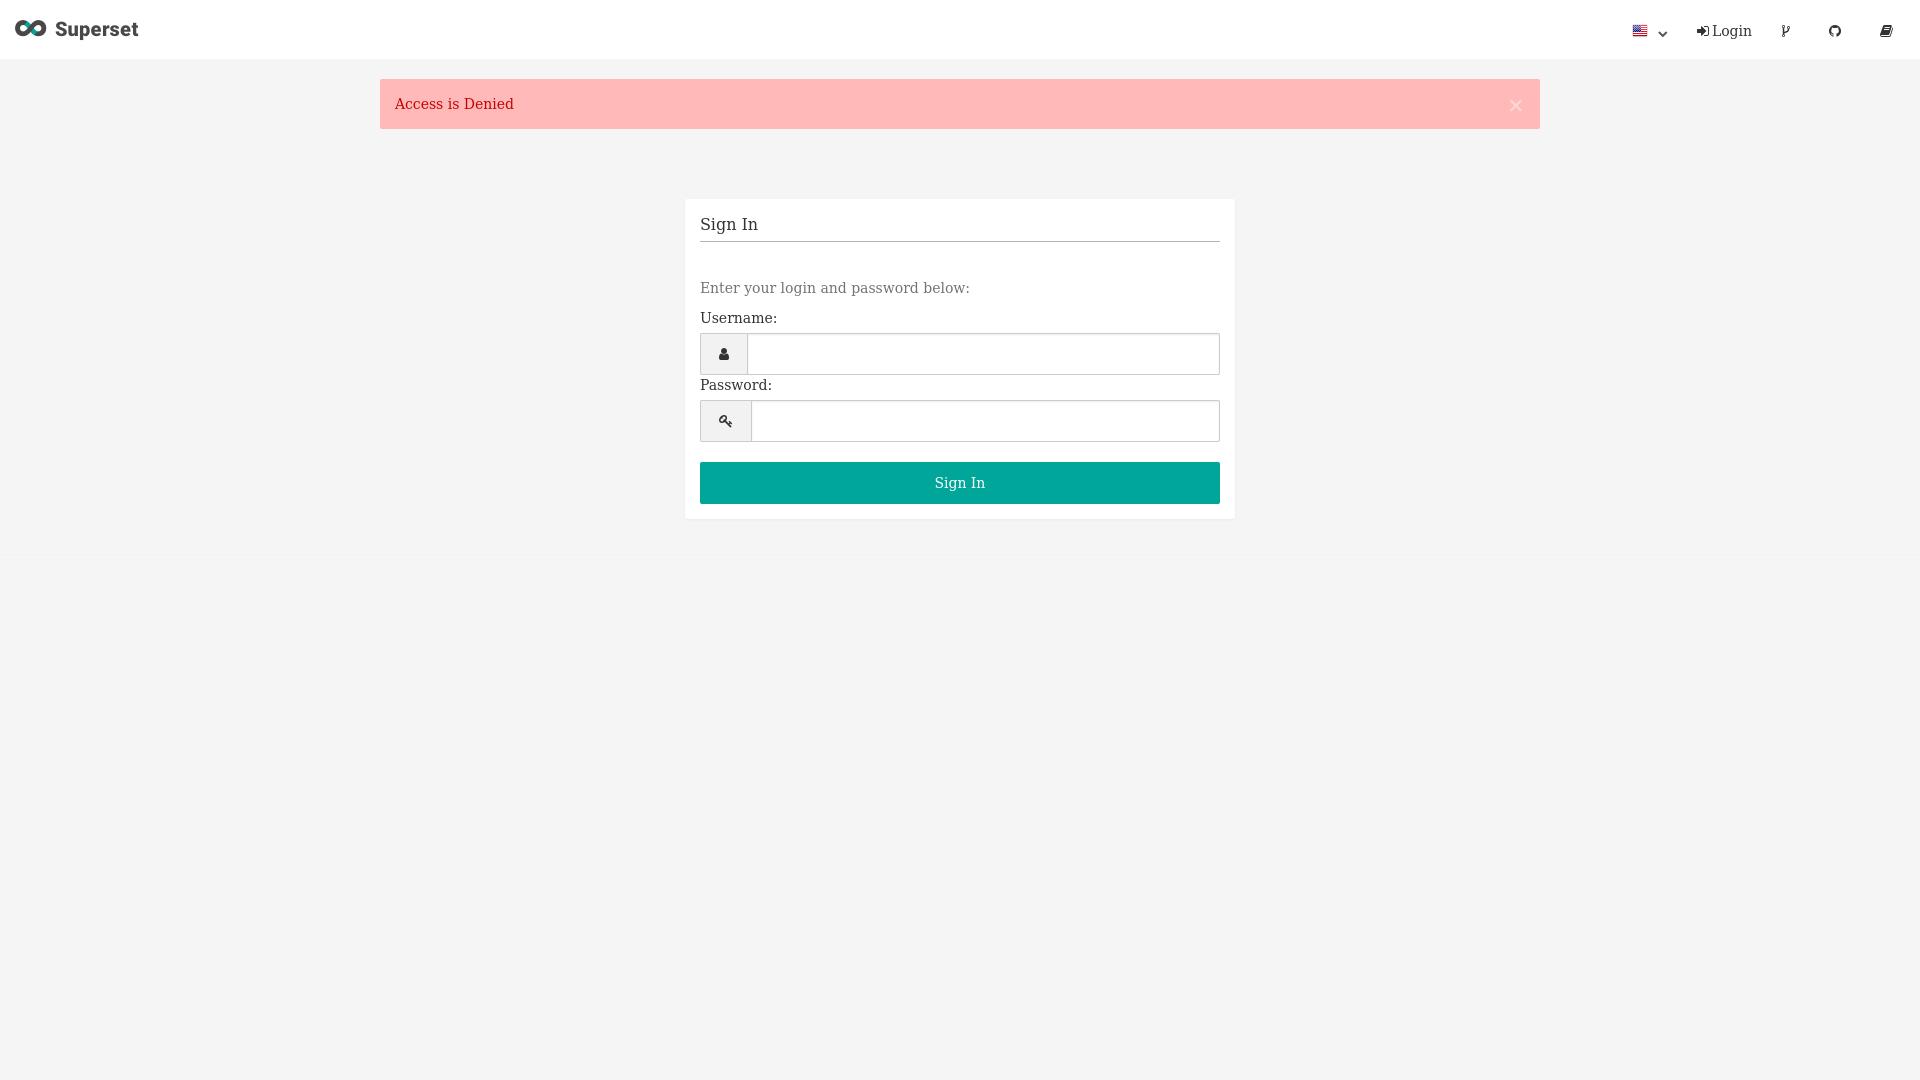 Superset
Login
Access is Denied
×
Sign In
Enter your login and password below:
Username:
Password:
Sign In